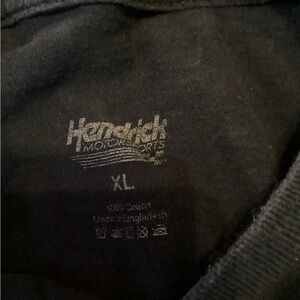 Hendrick
MOTORSPORTS
XL
100% Cotton
Made in Bangladesh